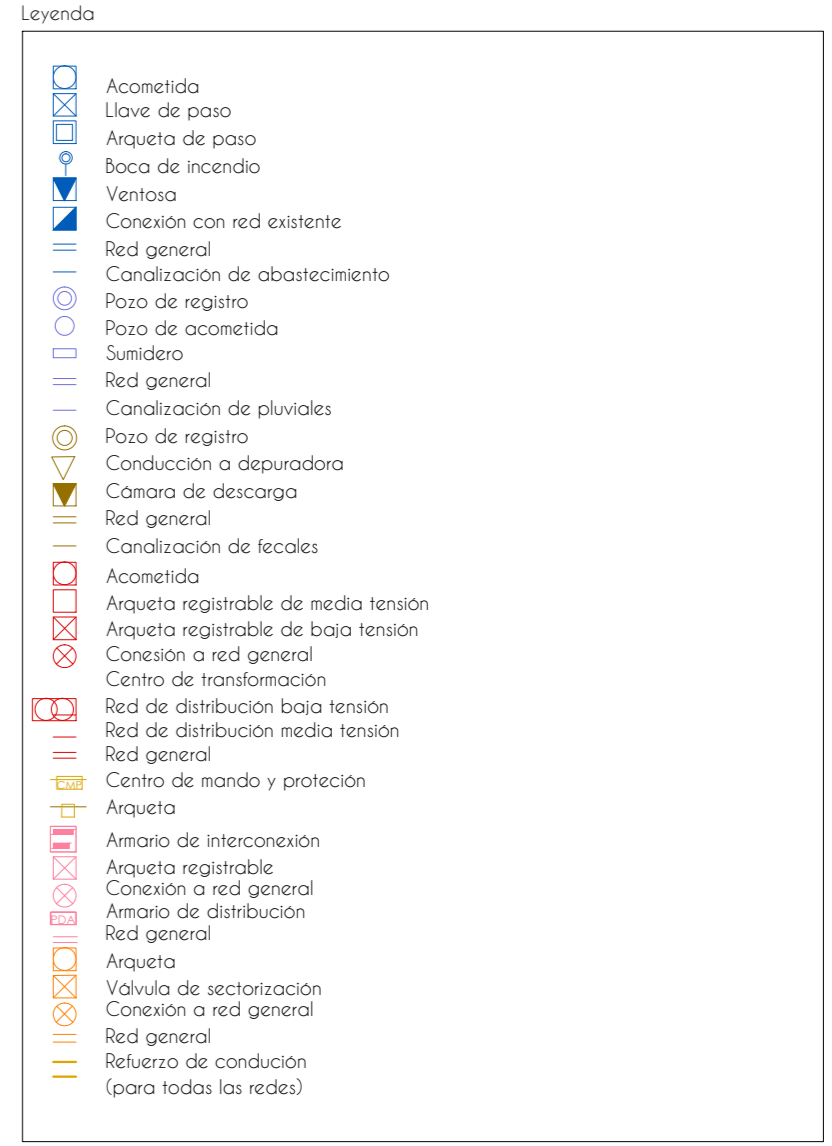 Leyenda
Acometida
Llave de paso
Arqueta de paso
Boca de incendio
Ventosa
Conexión con red existente
Red general
Canalización de abastecimiento
Pozo de registro
Pozo de acometida
Sumidero
Red general
Canalización de pluviales
Pozo de registro
Conducción a depuradora
Cámara de descarga
Red general
Canalización de fecales
Acometida
Arqueta registrable de media tensión
Arqueta registrable de baja tensión
Conesión a red general
Centro de transformación
Red de distribución baja tensión
Red de distribución media tensión
Red general
CMP Centro de mando y proteción
Arqueta
Armario de interconexión
Arqueta registrable
Conexión a red general
PDA Armario de distribución
Red general
Arqueta
Válvula de sectorización
Conexión a red general
Red general
Refuerzo de condución
(para todas las redes)